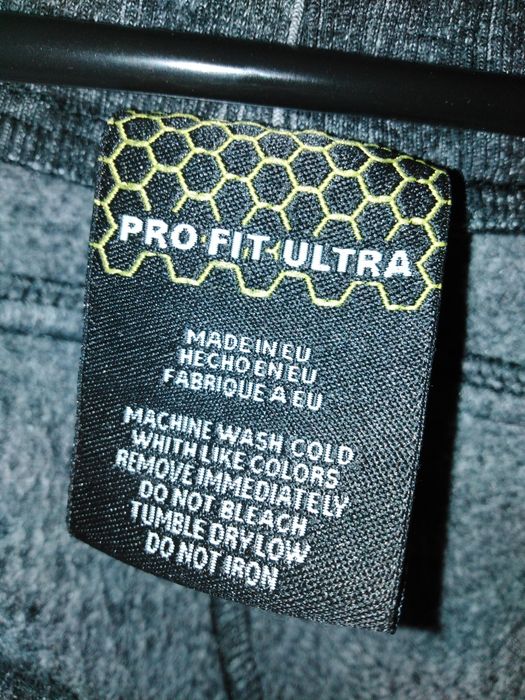 PRO FIT ULTRA
MADE IN EU
HECHO EN EU
FABRIQUE A EU
MACHINE WASH COLD
WHITH LIKE COLORS
REMOVE IMMEDIATELY
DO NOT BLEACH
TUMBLE DRY LOW
DO NOT IRON